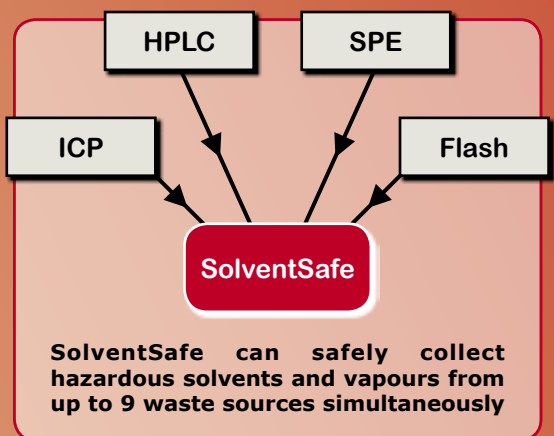 HPLC
SPE
ICP
Flash
SolventSafe
SolventSafe can safely collect
hazardous solvents and vapours from
up to 9 waste sources simultaneously